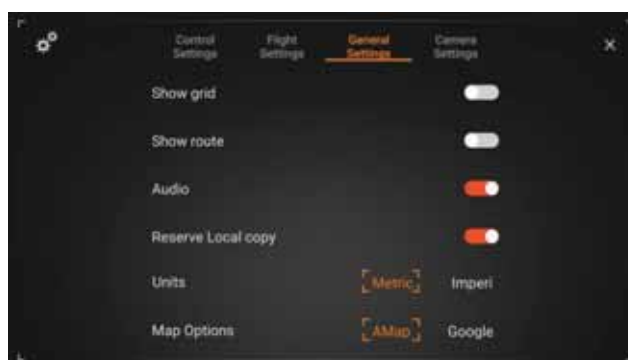 Control Flight General Camera
Settings Settings Settings Settings
Show grid
Show route
Audio
Reserve Local copy
Units Metric Imperi
Map Options AMap Google